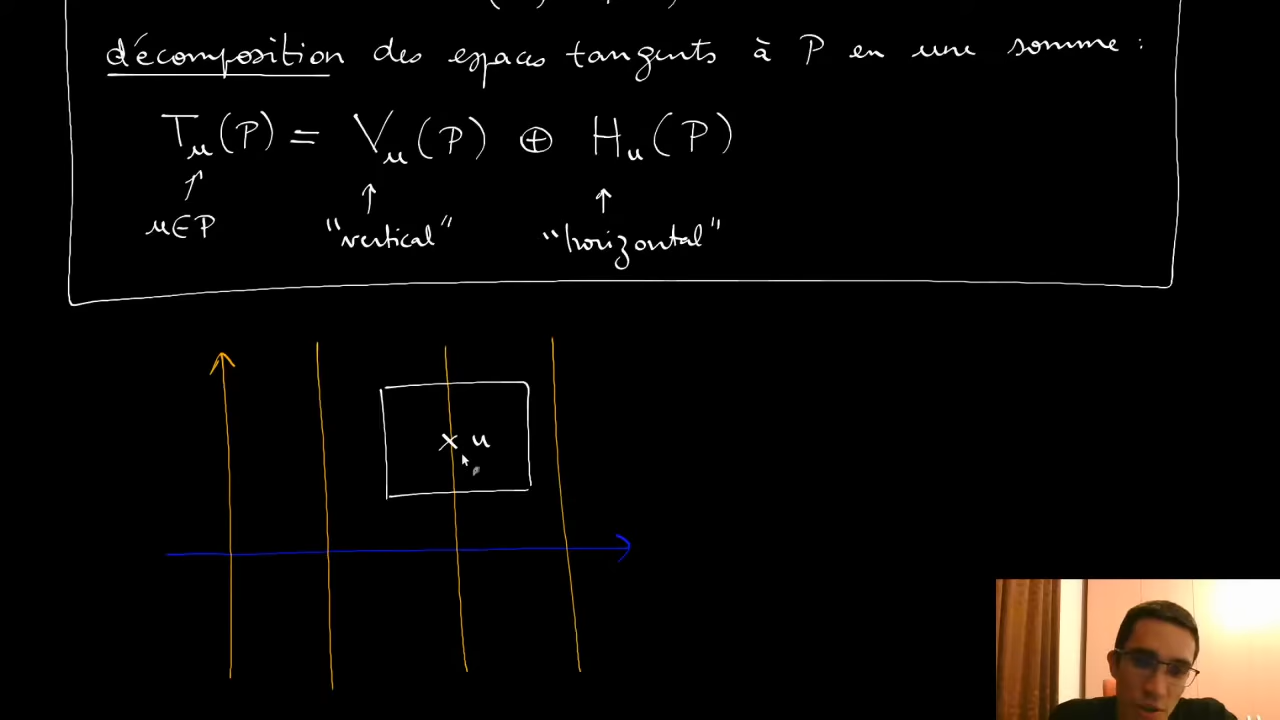 décomposition des espaces tangents à P en une somme :
Tᵤ(P) = Vᵤ(P) ⊕ Hᵤ(P)
↑ ↑ ↑
u∈P "vertical" "horizontal"
× u